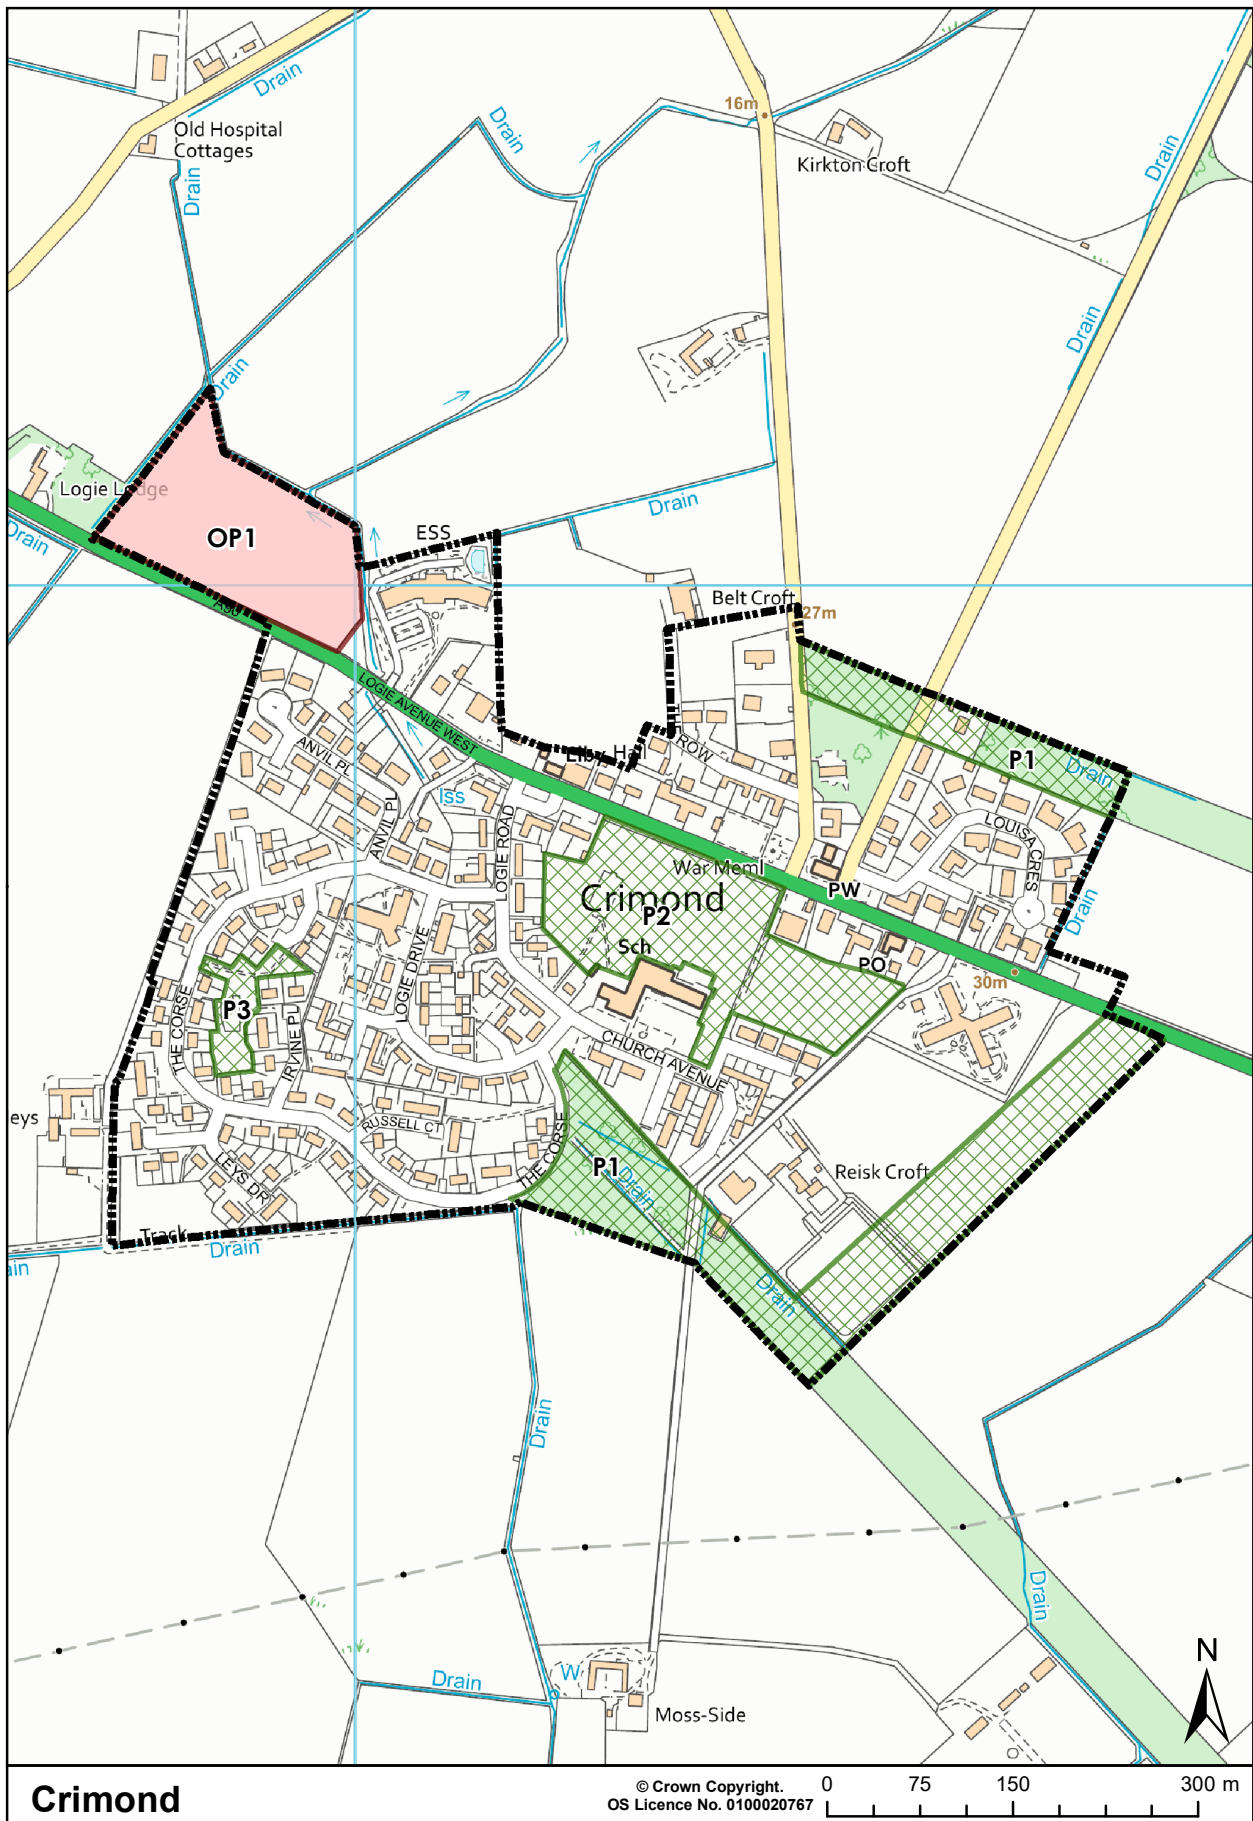 Drain
16m
Drain
Old Hospital
Cottages
Drain
Kirkton Croft
Drain
Drain
Drain
Drain
Logie Lodge
Drain
Drain
OP1
ESS
A90
Belt Croft
27m
LOGIE AVENUE WEST
ROW
P1
Drain
ANVIL PL
Iss
ANVIL PL
LOGIE ROAD
LOUISA CRES
War Meml
Crimond
PW
P2
Drain
Sch
LOGIE DRIVE
PO
30m
P3
THE CORSE
IRVINE PL
CHURCH AVENUE
eys
RUSSELL CT
THE CORSE
P1
Drain
Reisk Croft
LEYS DR
Track
Drain
ain
Drain
Drain
Drain
Drain
W
Moss-Side
N
Crimond
© Crown Copyright.
OS Licence No. 0100020767
0 75 150 300 m